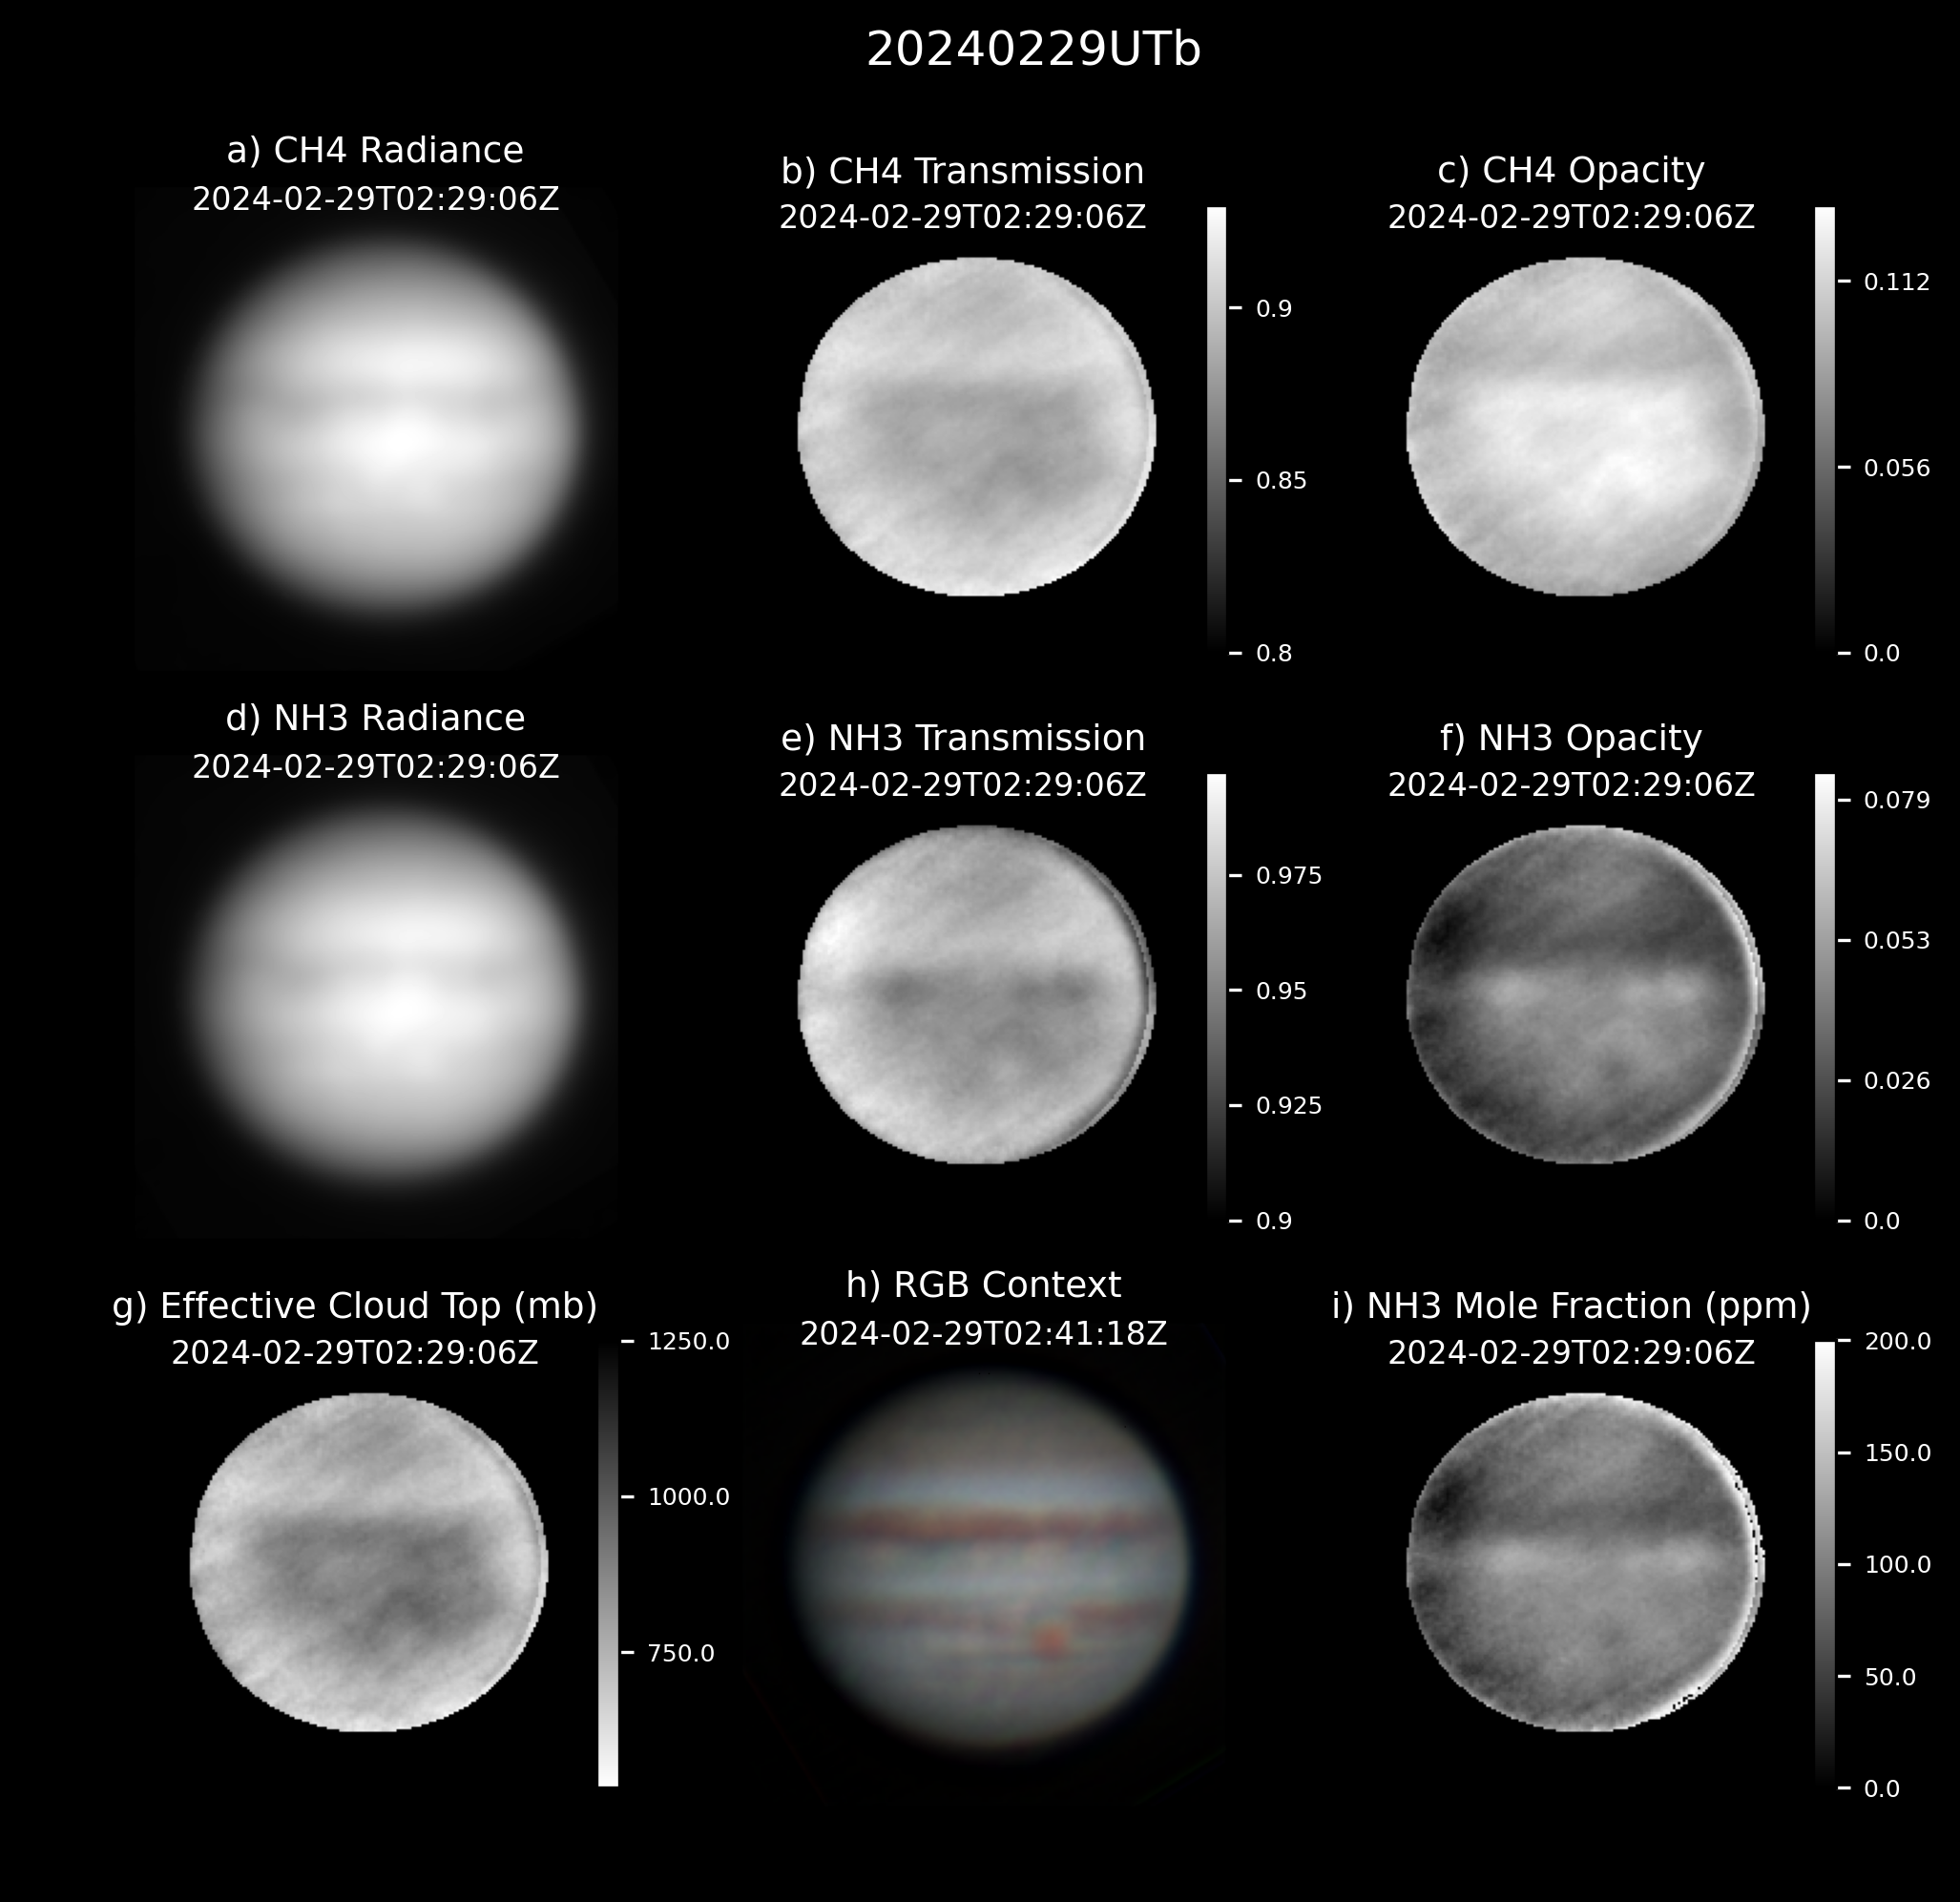 20240229UTb
a) CH4 Radiance
2024-02-29T02:29:06Z
b) CH4 Transmission
2024-02-29T02:29:06Z
0.9
0.85
0.8
c) CH4 Opacity
2024-02-29T02:29:06Z
0.112
0.056
0.0
d) NH3 Radiance
2024-02-29T02:29:06Z
e) NH3 Transmission
2024-02-29T02:29:06Z
0.975
0.95
0.925
0.9
f) NH3 Opacity
2024-02-29T02:29:06Z
0.079
0.053
0.026
0.0
g) Effective Cloud Top (mb)
2024-02-29T02:29:06Z
1250.0
1000.0
750.0
h) RGB Context
2024-02-29T02:41:18Z
i) NH3 Mole Fraction (ppm)
2024-02-29T02:29:06Z
200.0
150.0
100.0
50.0
0.0